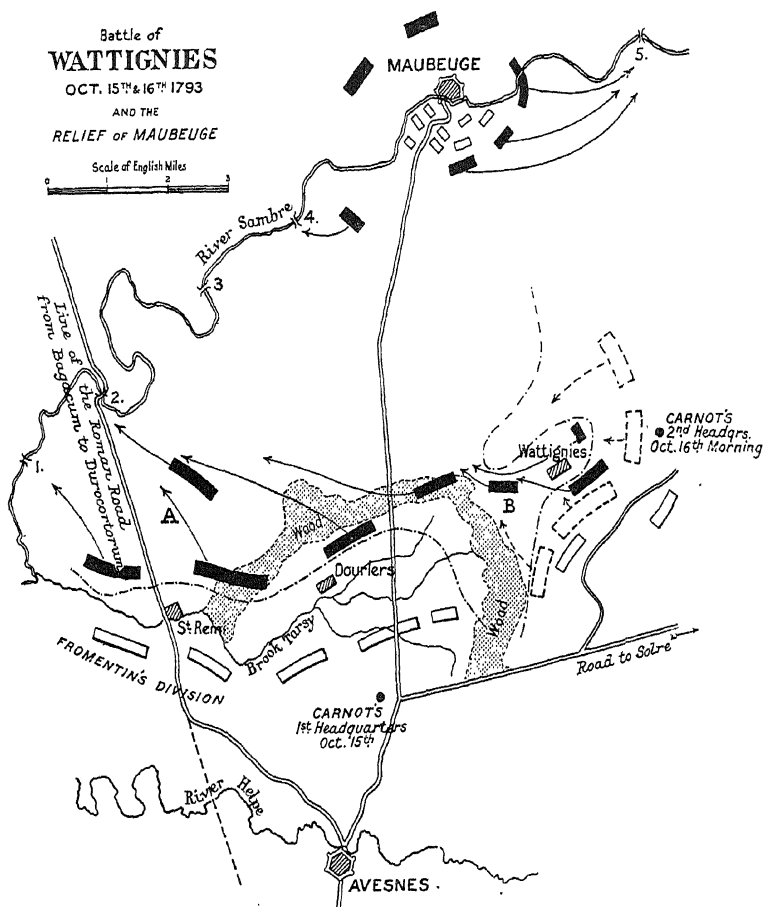 Battle of
WATTIGNIES
OCT. 15TH & 16TH 1793
AND THE
RELIEF OF MAUBEUGE
Scale of English Miles
0 1 2 3
MAUBEUGE
5.
River Sambre
4.
3
Line of the Roman Road
from Bagacum to Durocortorum
2.
1.
A
CARNOT'S
2nd Headqrs.
Oct. 16th Morning
Wattignies
B
Wood
Dourlers
Wood
St. Remi
Brook Tarsy
FROMENTIN'S DIVISION
Road to Solre
CARNOT'S
1st Headquarters
Oct. 15th
River Helpe
AVESNES.